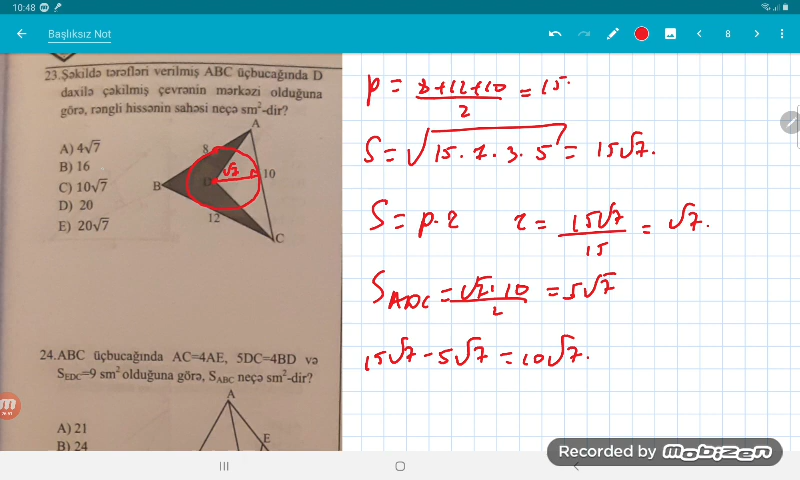 10:48
Başlıksız Not
8
23.Şəkildə tərəfləri verilmiş ABC üçbucağında D
daxilə çəkilmiş çevrənin mərkəzi olduğuna
görə, rəngli hissənin sahəsi neçə sm²-dir?
A) 4√7
B) 16
C) 10√7
D) 20
E) 20√7
A
8
√7
10
B
D
12
C
p = (8+12+10)/2 = 15.
S = √(15·7·3·5) = 15√7.
S = p·r r = 15√7/15 = √7.
S ADC = √7·10/2 = 5√7
15√7 - 5√7 = 10√7.
24.ABC üçbucağında AC=4AE, 5DC=4BD və
S_EDC=9 sm² olduğuna görə, S_ABC neçə sm²-dir?
A) 21
B) 24
A
E
Recorded by mobizen